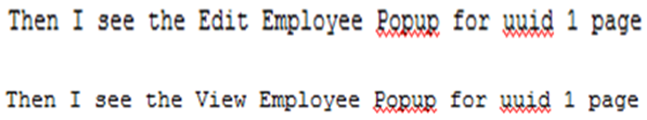 Then I see the Edit Employee Popup for uuid 1 page
Then I see the View Employee Popup for uuid 1 page